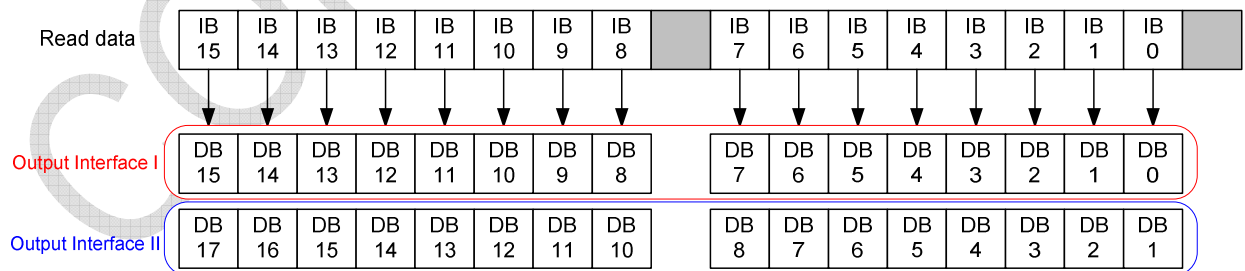 Read data IB 15 IB 14 IB 13 IB 12 IB 11 IB 10 IB 9 IB 8 IB 7 IB 6 IB 5 IB 4 IB 3 IB 2 IB 1 IB 0
Output Interface I DB 15 DB 14 DB 13 DB 12 DB 11 DB 10 DB 9 DB 8 DB 7 DB 6 DB 5 DB 4 DB 3 DB 2 DB 1 DB 0
Output Interface II DB 17 DB 16 DB 15 DB 14 DB 13 DB 12 DB 11 DB 10 DB 8 DB 7 DB 6 DB 5 DB 4 DB 3 DB 2 DB 1